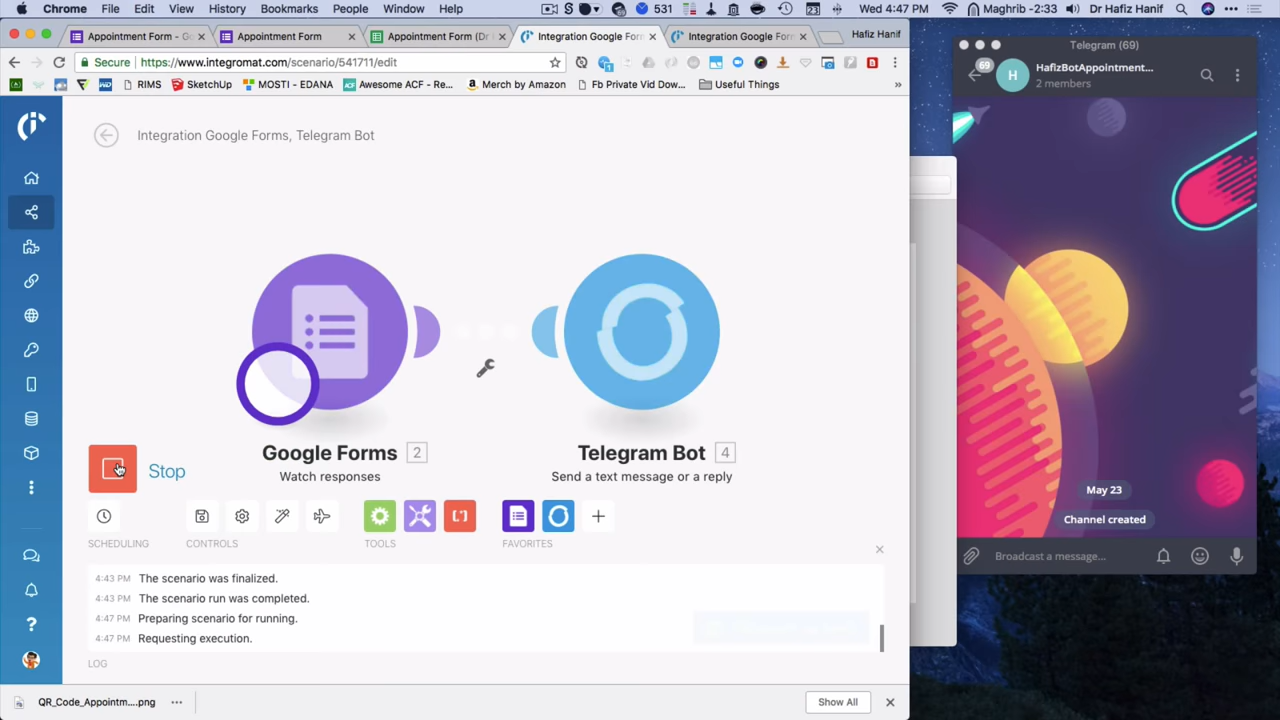 Chrome File Edit View History Bookmarks People Window Help 531 Wed 4:47 PM Maghrib -2:33 Dr Hafiz Hanif
Appointment Form - Go Appointment Form Appointment Form (Dr H Integration Google Form Integration Google Form Hafiz Hanif
Secure https://www.integromat.com/scenario/541711/edit
RIMS SketchUp MOSTI - EDANA Awesome ACF - Re... Merch by Amazon Fb Private Vid Dow... Useful Things »
Integration Google Forms, Telegram Bot
Google Forms 2
Watch responses
Telegram Bot 4
Send a text message or a reply
Stop
SCHEDULING CONTROLS TOOLS FAVORITES
4:43 PM The scenario was finalized.
4:43 PM The scenario run was completed.
4:47 PM Preparing scenario for running.
4:47 PM Requesting execution.
LOG
QR_Code_Appointm....png Show All
Telegram (69)
69 H HafizBotAppointment...
2 members
May 23
Channel created
Broadcast a message...